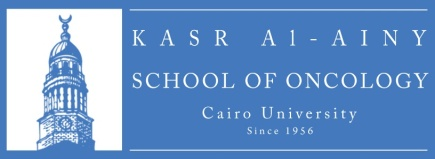 KASR Al-AINY
SCHOOL OF ONCOLOGY
Cairo University
Since 1956